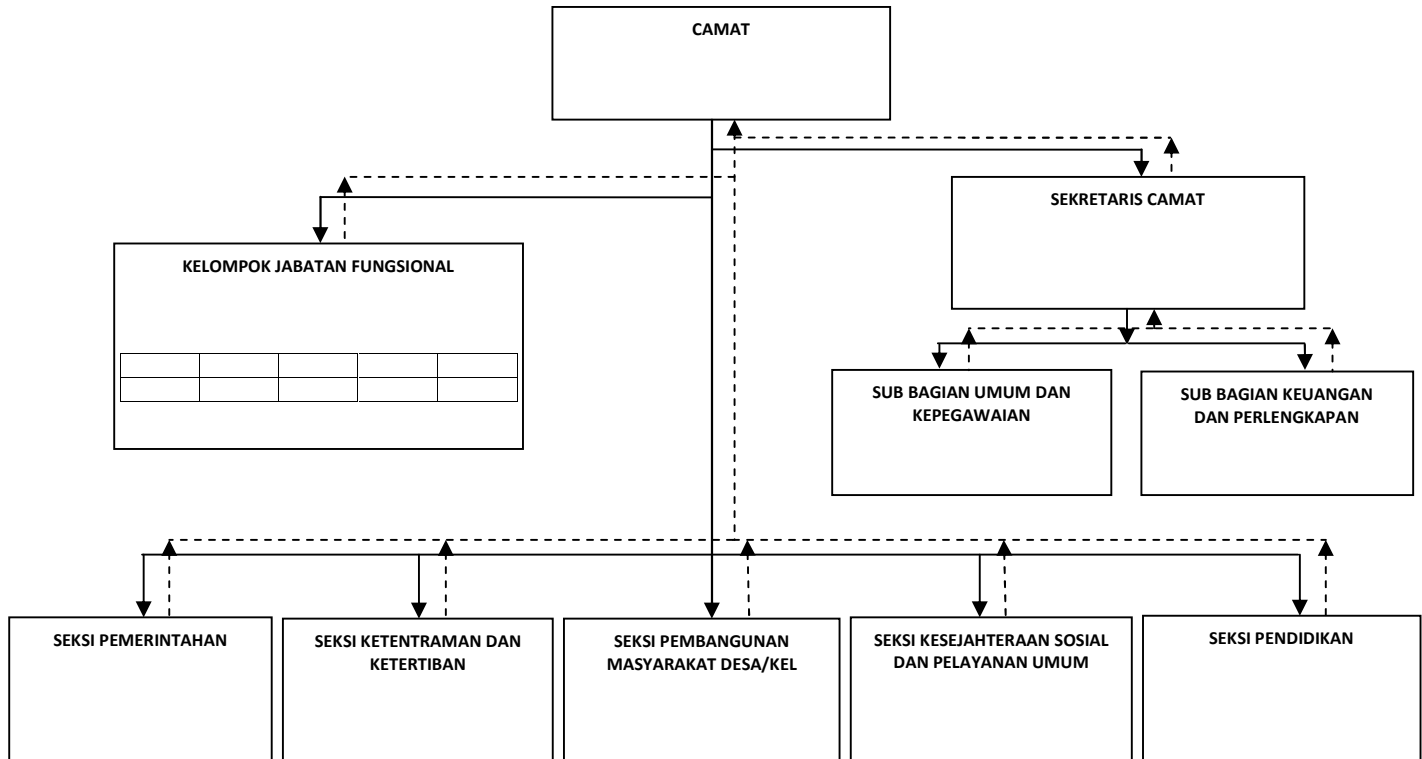 CAMAT
SEKRETARIS CAMAT
KELOMPOK JABATAN FUNGSIONAL
SUB BAGIAN UMUM DAN
KEPEGAWAIAN
SUB BAGIAN KEUANGAN
DAN PERLENGKAPAN
SEKSI PEMERINTAHAN
SEKSI KETENTRAMAN DAN
KETERTIBAN
SEKSI PEMBANGUNAN
MASYARAKAT DESA/KEL
SEKSI KESEJAHTERAAN SOSIAL
DAN PELAYANAN UMUM
SEKSI PENDIDIKAN